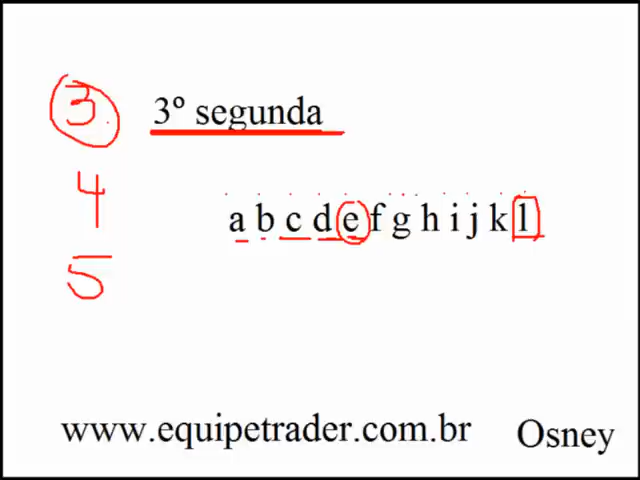 3 3º segunda
4
a b c d e f g h i j k l
5
www.equipetrader.com.br Osney